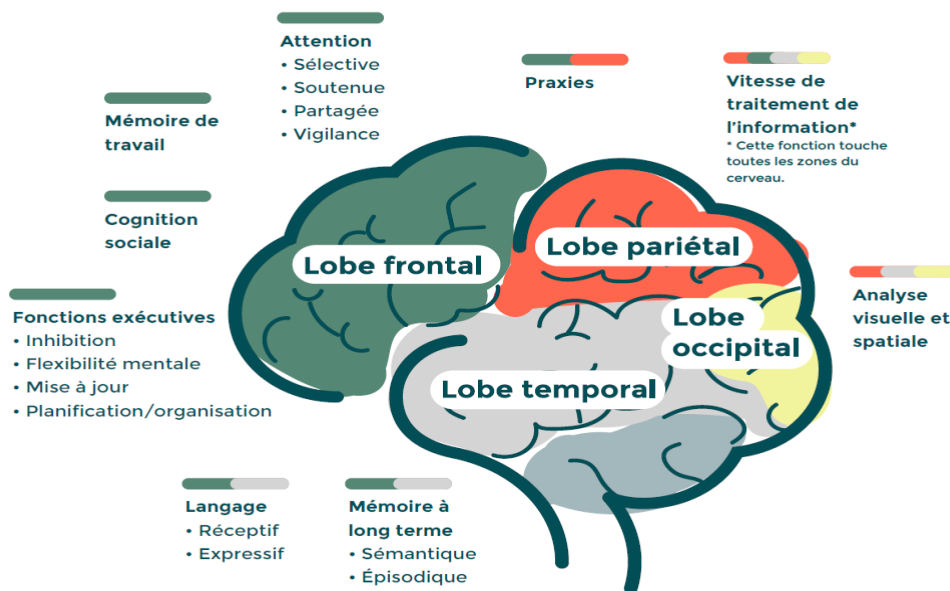 Attention
• Sélective
• Soutenue
• Partagée
• Vigilance
Praxies
Vitesse de
traitement de
l'information*
* Cette fonction touche
toutes les zones du
cerveau.
Mémoire de
travail
Cognition
sociale
Lobe frontal
Lobe pariétal
Fonctions exécutives
• Inhibition
• Flexibilité mentale
• Mise à jour
• Planification/organisation
Lobe
occipital
Analyse
visuelle et
spatiale
Lobe temporal
Langage
• Réceptif
• Expressif
Mémoire à
long terme
• Sémantique
• Épisodique